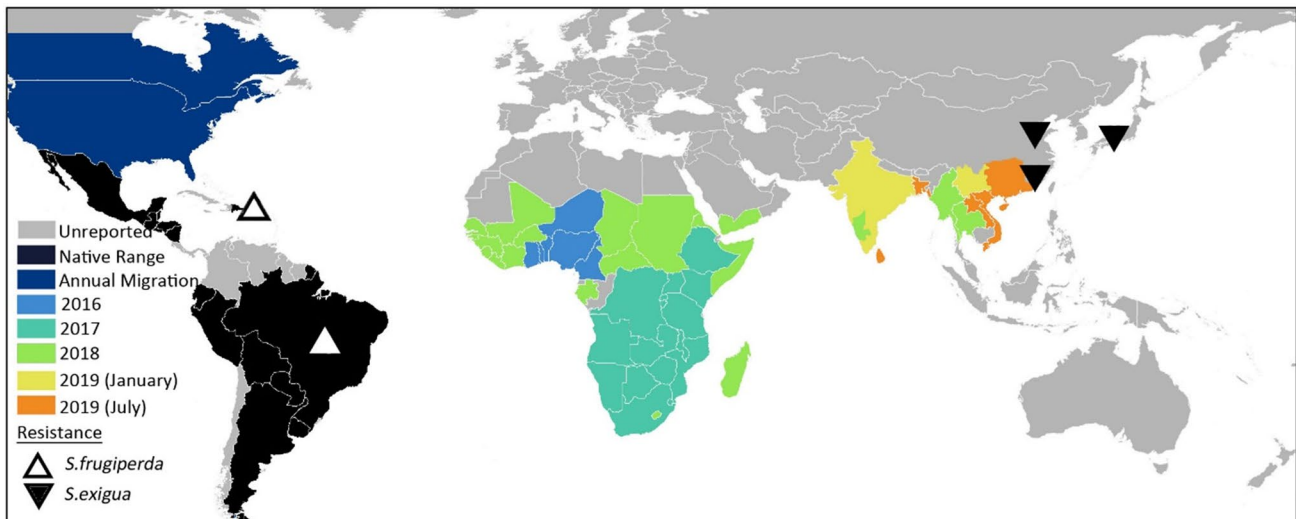 Unreported
Native Range
Annual Migration
2016
2017
2018
2019 (January)
2019 (July)
Resistance
S.frugiperda
S.exigua